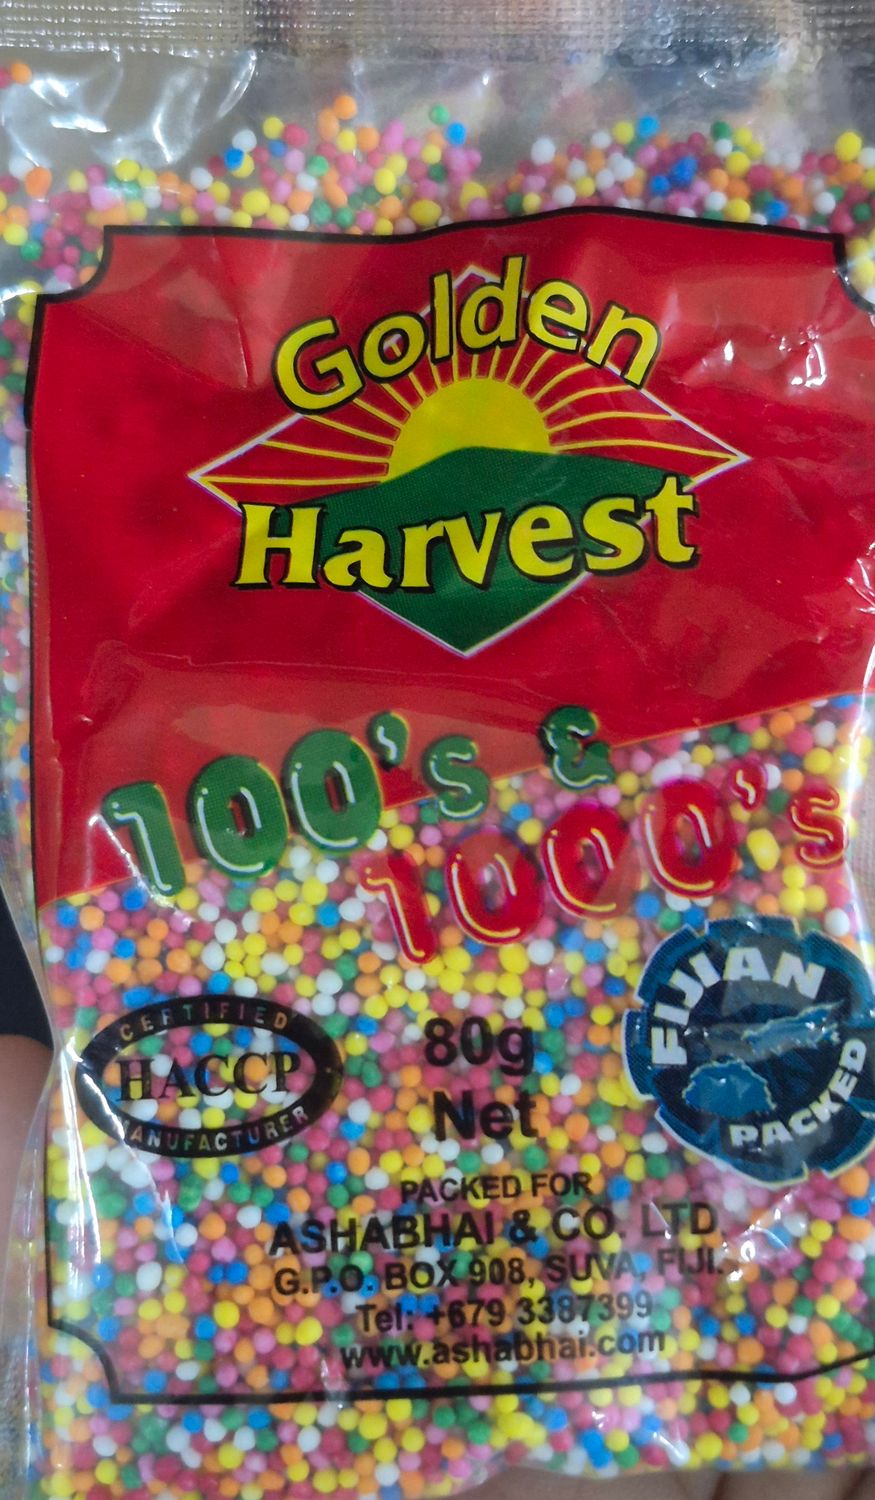 Golden
Harvest
100's &
1000's
FIJIAN
PACKED
CERTIFIED
HACCP
MANUFACTURER
80g
Net
PACKED FOR
ASHABHAI & CO. LTD.
G.P.O. BOX 908, SUVA, FIJI.
Tel: +679 3387399
www.ashabhai.com